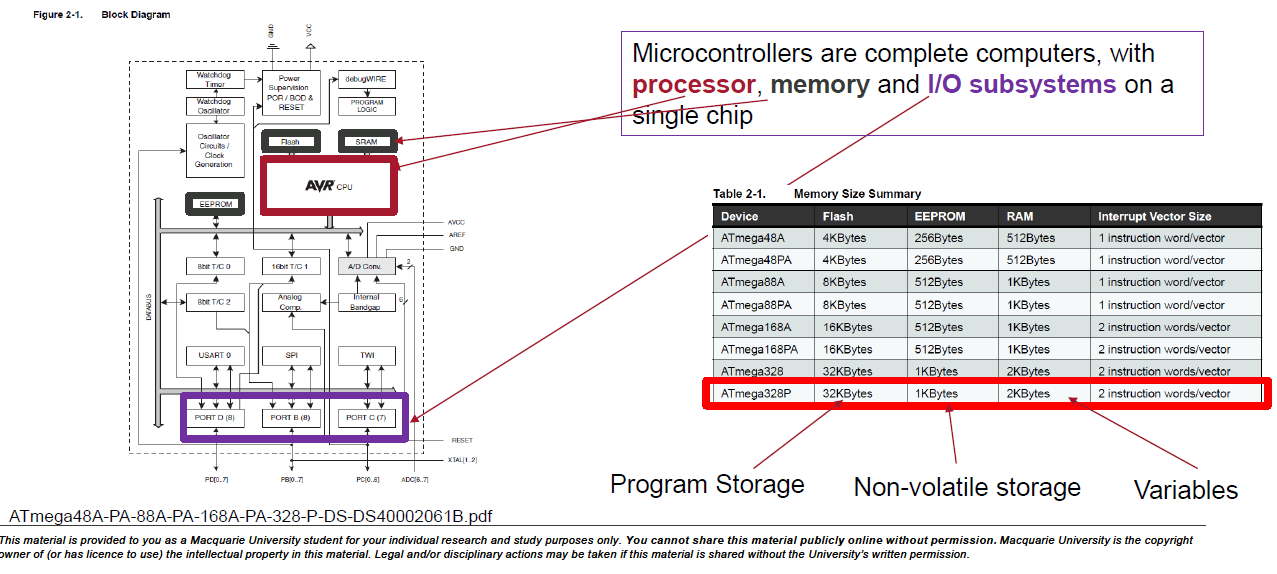 Figure 2-1. Block Diagram
GND
VCC
Watchdog
Timer
Watchdog
Oscillator
Oscillator
Circuits /
Clock
Generation
Power
Supervision
POR / BOD &
RESET
debugWIRE
PROGRAM
LOGIC
Flash
SRAM
AVR CPU
EEPROM
AVCC
AREF
GND
DATABUS
8bit T/C 0
16bit T/C 1
A/D Conv.
2
8bit T/C 2
Analog
Comp.
Internal
Bandgap
6
USART 0
SPI
TWI
PORT D (8)
PORT B (8)
PORT C (7)
RESET
XTAL[1..2]
PD[0..7]
PB[0..7]
PC[0..6]
ADC[6..7]
Microcontrollers are complete computers, with
processor, memory and I/O subsystems on a
single chip
Table 2-1. Memory Size Summary
Device Flash EEPROM RAM Interrupt Vector Size
ATmega48A 4KBytes 256Bytes 512Bytes 1 instruction word/vector
ATmega48PA 4KBytes 256Bytes 512Bytes 1 instruction word/vector
ATmega88A 8KBytes 512Bytes 1KBytes 1 instruction word/vector
ATmega88PA 8KBytes 512Bytes 1KBytes 1 instruction word/vector
ATmega168A 16KBytes 512Bytes 1KBytes 2 instruction words/vector
ATmega168PA 16KBytes 512Bytes 1KBytes 2 instruction words/vector
ATmega328 32KBytes 1KBytes 2KBytes 2 instruction words/vector
ATmega328P 32KBytes 1KBytes 2KBytes 2 instruction words/vector
Program Storage
Non-volatile storage
Variables
ATmega48A-PA-88A-PA-168A-PA-328-P-DS-DS40002061B.pdf
This material is provided to you as a Macquarie University student for your individual research and study purposes only. You cannot share this material publicly online without permission. Macquarie University is the copyright
owner of (or has licence to use) the intellectual property in this material. Legal and/or disciplinary actions may be taken if this material is shared without the University's written permission.